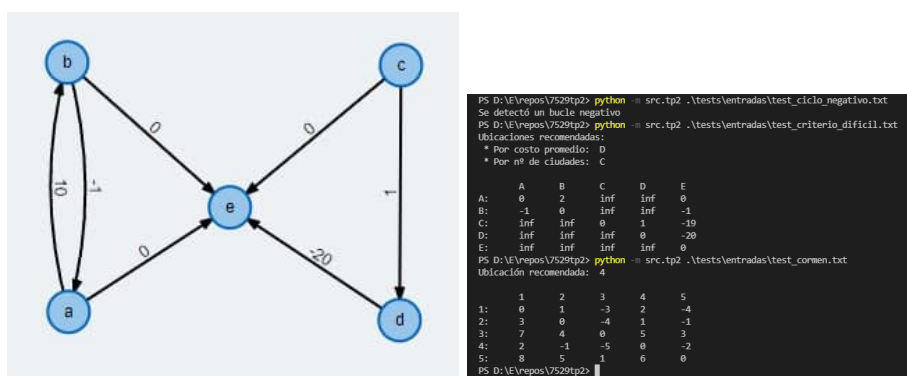 b
c
0
0
10
-1
1
e
0
-20
a
d
PS D:\E\repos\7529tp2> python -m src.tp2 .\tests\entradas\test_ciclo_negativo.txt
Se detectó un bucle negativo
PS D:\E\repos\7529tp2> python -m src.tp2 .\tests\entradas\test_criterio_dificil.txt
Ubicaciones recomendadas:
* Por costo promedio: D
* Por nº de ciudades: C
A B C D E
A: 0 2 inf inf 0
B: -1 0 inf inf -1
C: inf inf 0 1 -19
D: inf inf inf 0 -20
E: inf inf inf inf 0
PS D:\E\repos\7529tp2> python -m src.tp2 .\tests\entradas\test_cormen.txt
Ubicación recomendada: 4
1 2 3 4 5
1: 0 1 -3 2 -4
2: 3 0 -4 1 -1
3: 7 4 0 5 3
4: 2 -1 -5 0 -2
5: 8 5 1 6 0
PS D:\E\repos\7529tp2>